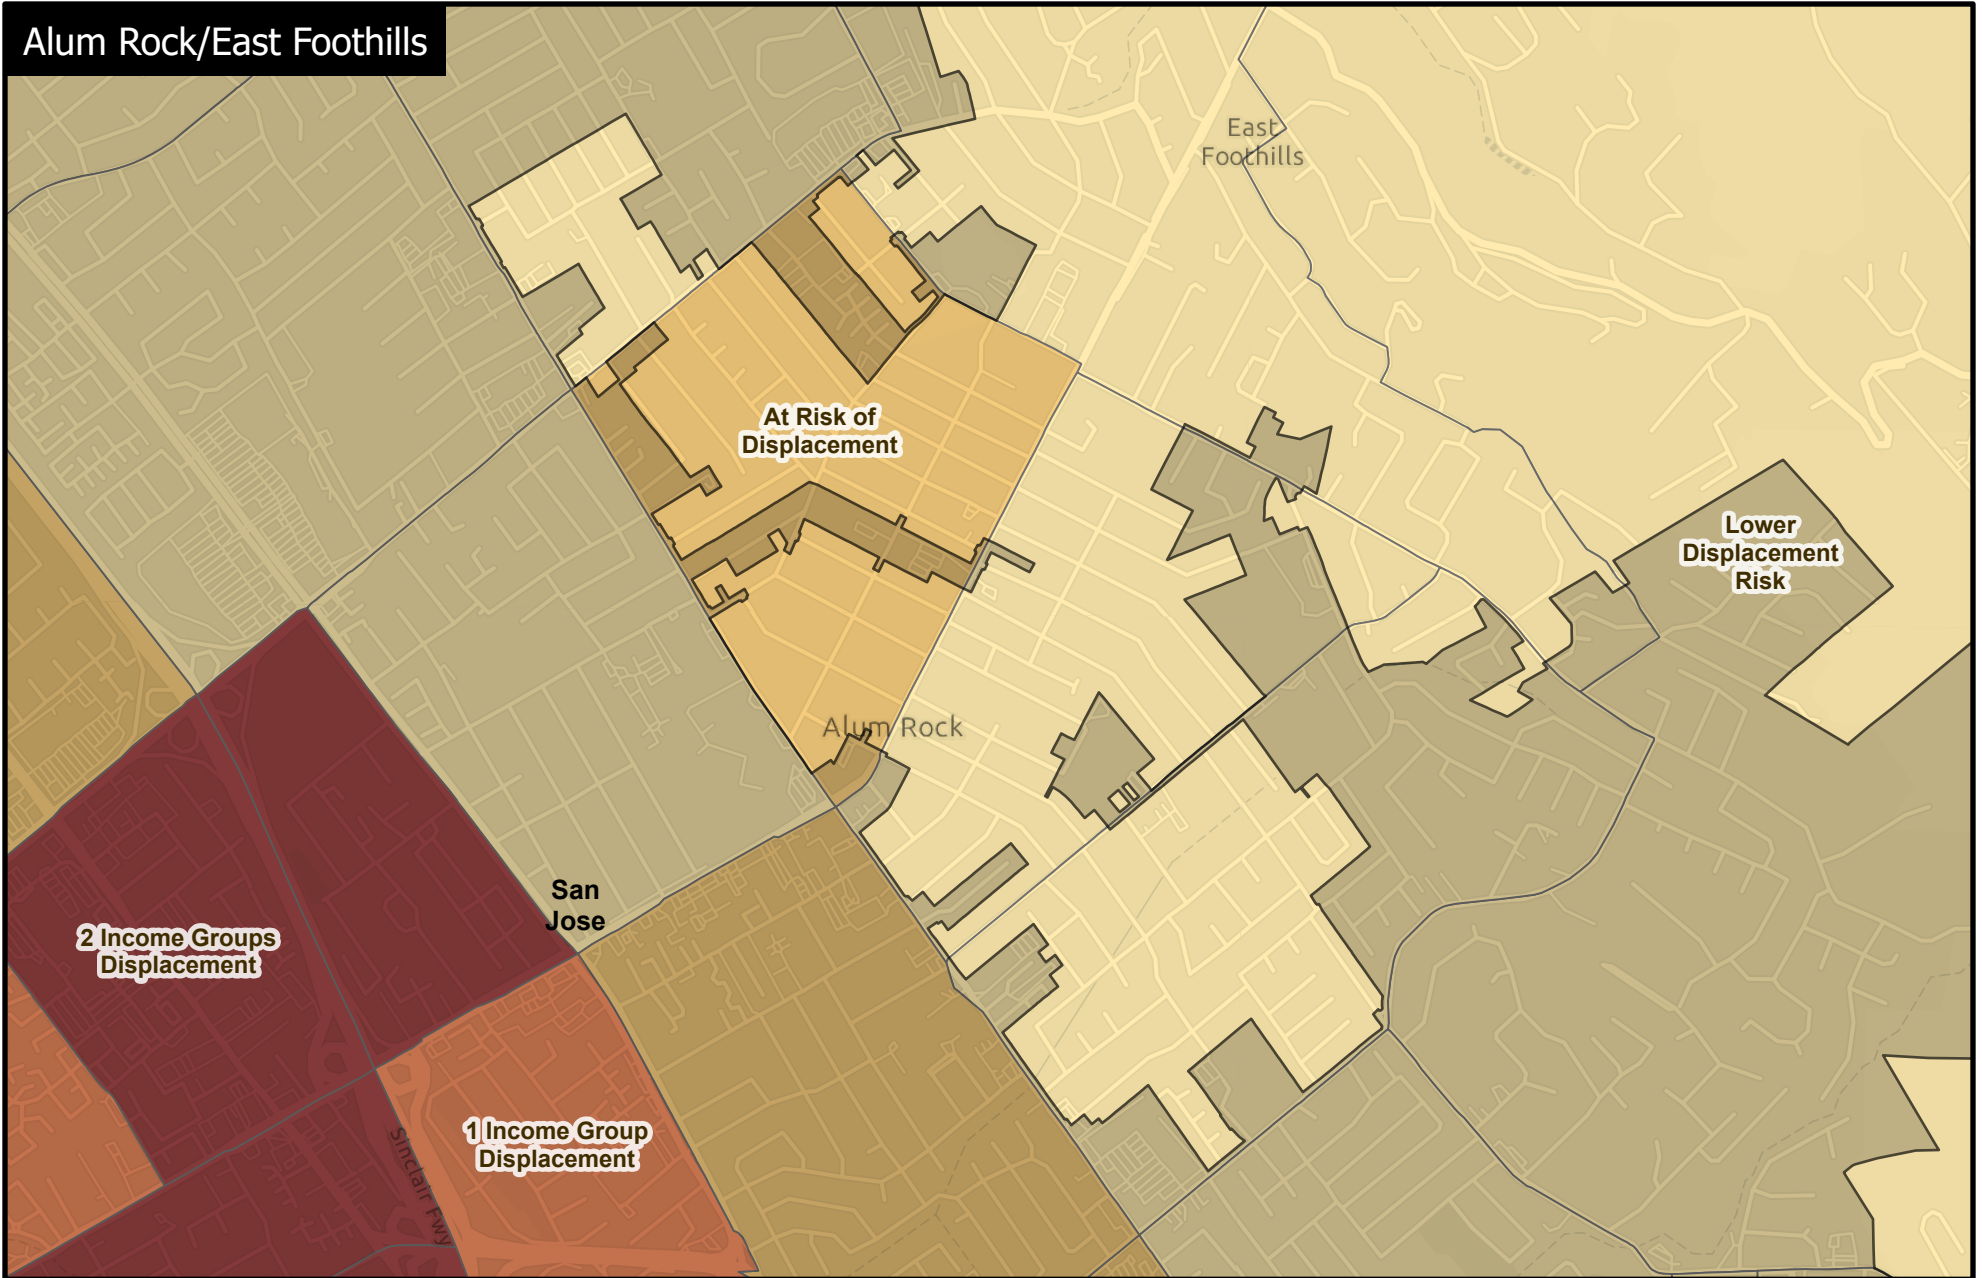 Alum Rock/East Foothills
East
Foothills
At Risk of
Displacement
Lower
Displacement
Risk
Alum Rock
San
Jose
2 Income Groups
Displacement
1 Income Group
Displacement
Sinclair Fwy